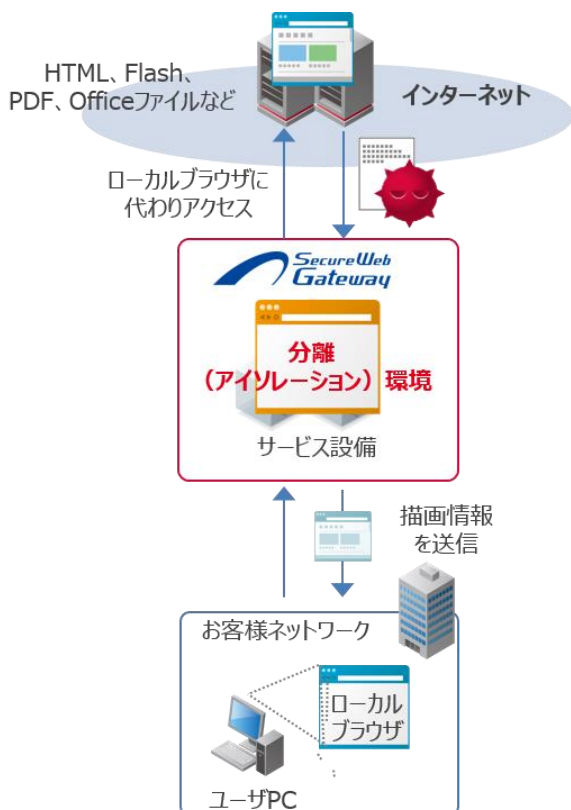 HTML、Flash、
PDF、Officeファイルなど
インターネット
ローカルブラウザに
代わりアクセス
SecureWeb
Gateway
分離
（アイソレーション）環境
サービス設備
描画情報
を送信
お客様ネットワーク
ローカル
ブラウザ
ユーザPC